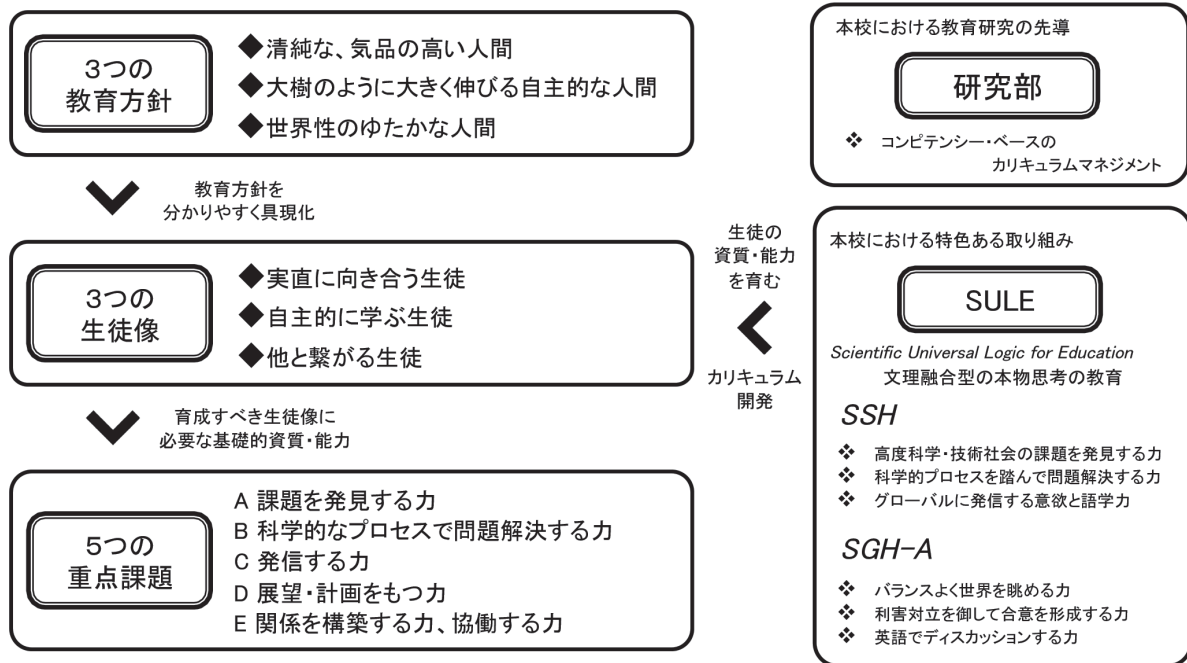 3つの
教育方針
◆清純な、気品の高い人間
◆大樹のように大きく伸びる自主的な人間
◆世界性のゆたかな人間
教育方針を
分かりやすく具現化
3つの
生徒像
◆実直に向き合う生徒
◆自主的に学ぶ生徒
◆他と繋がる生徒
育成すべき生徒像に
必要な基礎的資質・能力
5つの
重点課題
A 課題を発見する力
B 科学的なプロセスで問題解決する力
C 発信する力
D 展望・計画をもつ力
E 関係を構築する力、協働する力
生徒の
資質・能力
を育む
カリキュラム
開発
本校における教育研究の先導
研究部
❖ コンピテンシー・ベースの
カリキュラムマネジメント
本校における特色ある取り組み
SULE
Scientific Universal Logic for Education
文理融合型の本物思考の教育
SSH
❖ 高度科学・技術社会の課題を発見する力
❖ 科学的プロセスを踏んで問題解決する力
❖ グローバルに発信する意欲と語学力
SGH-A
❖ バランスよく世界を眺める力
❖ 利害対立を御して合意を形成する力
❖ 英語でディスカッションする力